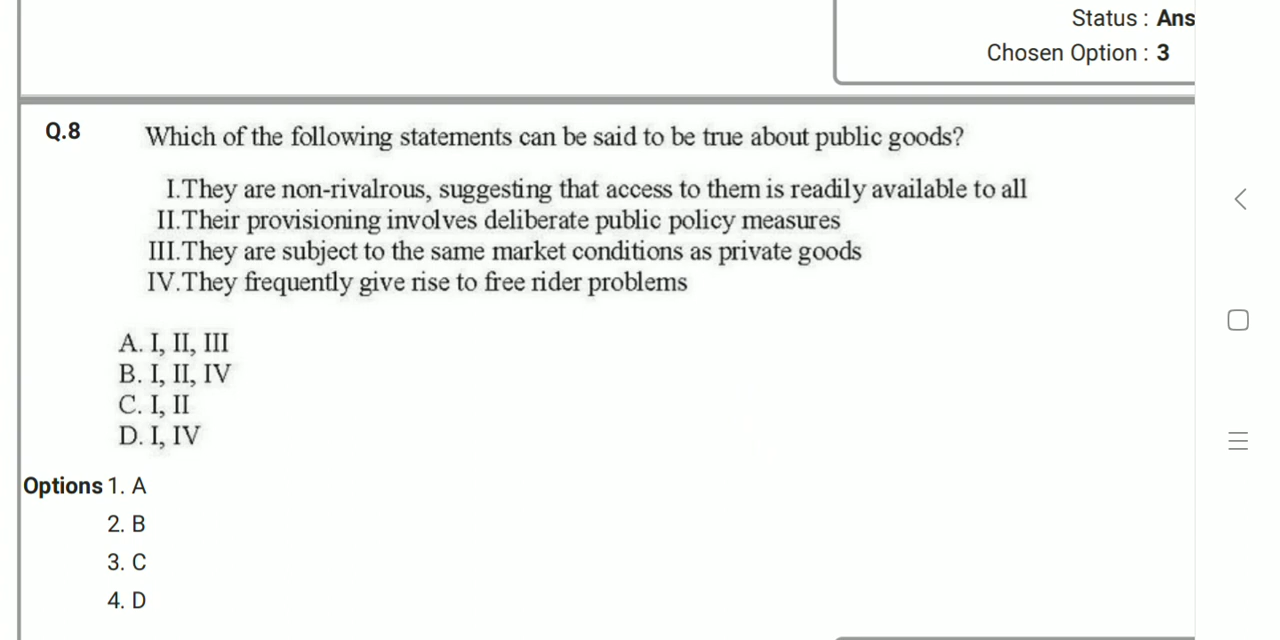 Status : Ans
Chosen Option : 3
Q.8 Which of the following statements can be said to be true about public goods?
I.They are non-rivalrous, suggesting that access to them is readily available to all
II.Their provisioning involves deliberate public policy measures
III.They are subject to the same market conditions as private goods
IV.They frequently give rise to free rider problems
A. I, II, III
B. I, II, IV
C. I, II
D. I, IV
Options 1. A
2. B
3. C
4. D